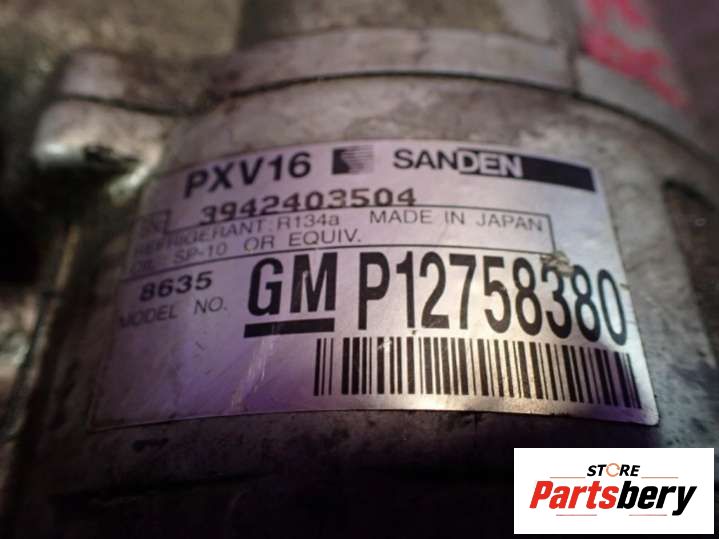 PXV16 SANDEN
3942403504
REFRIGERANT: R134a MADE IN JAPAN
SP-10 OR EQUIV.
8635
MODEL NO. GM P12758380
STORE
Partsbery